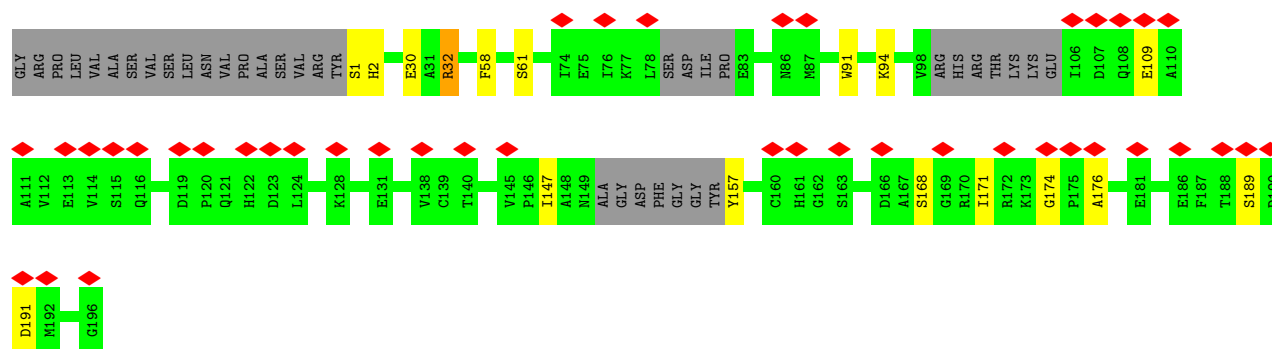 GLY ARG PRO LEU VAL ALA SER VAL SER LEU ASN VAL PRO ALA SER VAL ARG TYR S1 H2 E30 A31 R32 F58 S61 I74 E75 I76 K77 L78 SER ASP ILE PRO E83 N86 M87 W91 K94 V98 ARG HIS ARG THR LYS LYS GLU I106 D107 Q108 E109 A110
A111 V112 E113 V114 S115 Q116 D119 P120 Q121 H122 D123 L124 K128 E131 V138 C139 T140 V145 P146 I147 A148 N149 ALA GLY ASP PHE GLY GLY TYR Y157 C160 H161 G162 S163 D166 A167 S168 G169 R170 I171 R172 K173 G174 P175 A176 E181 E186 F187 T188 S189
D191 M192 G196